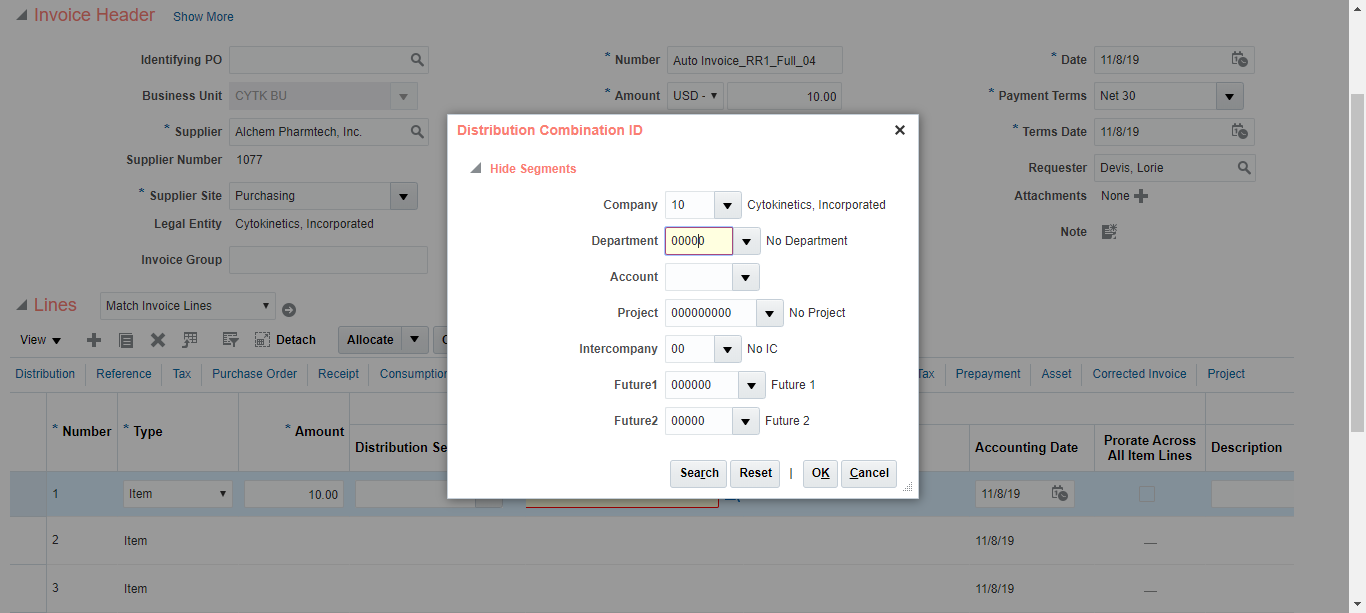 Invoice Header Show More
Identifying PO
Business Unit CYTK BU
* Supplier Alchem Pharmtech, Inc.
Supplier Number 1077
* Supplier Site Purchasing
Legal Entity Cytokinetics, Incorporated
Invoice Group
* Number Auto Invoice_RR1_Full_04
* Amount USD - 10.00
* Date 11/8/19
* Payment Terms Net 30
* Terms Date 11/8/19
Requester Devis, Lorie
Attachments None
Note
Distribution Combination ID
Hide Segments
Company 10 Cytokinetics, Incorporated
Department 00000 No Department
Account
Project 000000000 No Project
Intercompany 00 No IC
Future1 000000 Future 1
Future2 00000 Future 2
Search Reset | OK Cancel
Lines Match Invoice Lines
View Detach Allocate
Distribution Reference Tax Purchase Order Receipt Consumption Tax Prepayment Asset Corrected Invoice Project
* Number * Type * Amount Distribution Se Accounting Date Prorate Across
All Item Lines Description
1 Item 10.00 11/8/19
2 Item 11/8/19 —
3 Item 11/8/19 —